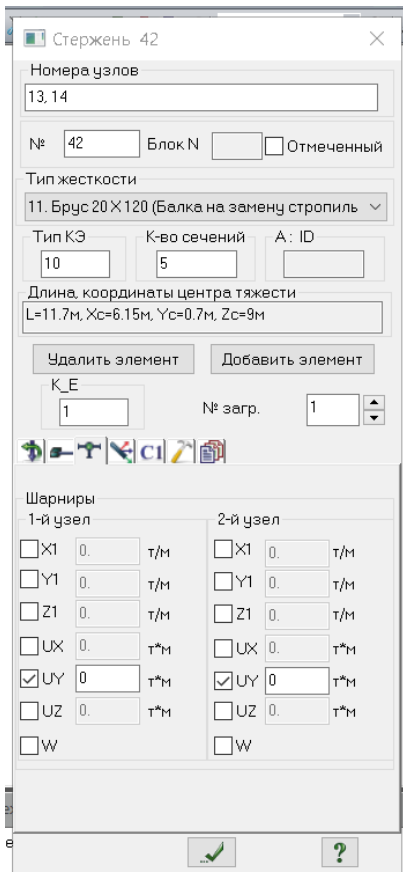 Стержень 42
Номера узлов
13, 14
№ 42 Блок N Отмеченный
Тип жесткости
11. Брус 20 X 120 (Балка на замену стропиль
Тип КЭ К-во сечений A : ID
10 5
Длина, координаты центра тяжести
L=11.7м, Xc=6.15м, Yc=0.7м, Zc=9м
Удалить элемент Добавить элемент
K_E
1 № загр. 1
C1
Шарниры
1-й узел 2-й узел
X1 0. т/м X1 0. т/м
Y1 0. т/м Y1 0. т/м
Z1 0. т/м Z1 0. т/м
UX 0. т*м UX 0. т*м
UY 0 т*м UY 0 т*м
UZ 0. т*м UZ 0. т*м
W W
?